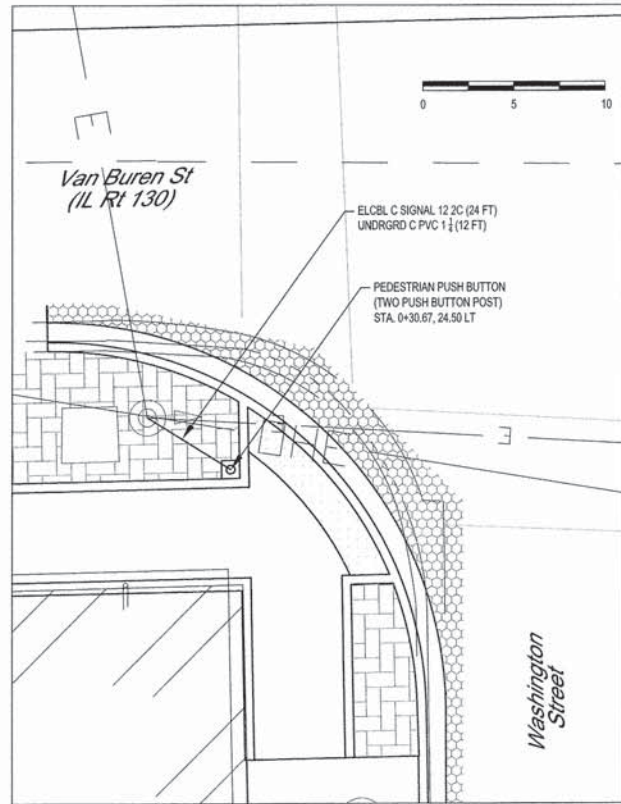 0 5 10
Van Buren St
(IL Rt 130)
ELCBL C SIGNAL 12 2C (24 FT)
UNDRGRD C PVC 1 1/4 (12 FT)
PEDESTRIAN PUSH BUTTON
(TWO PUSH BUTTON POST)
STA. 0+30.67, 24.50 LT
Washington
Street